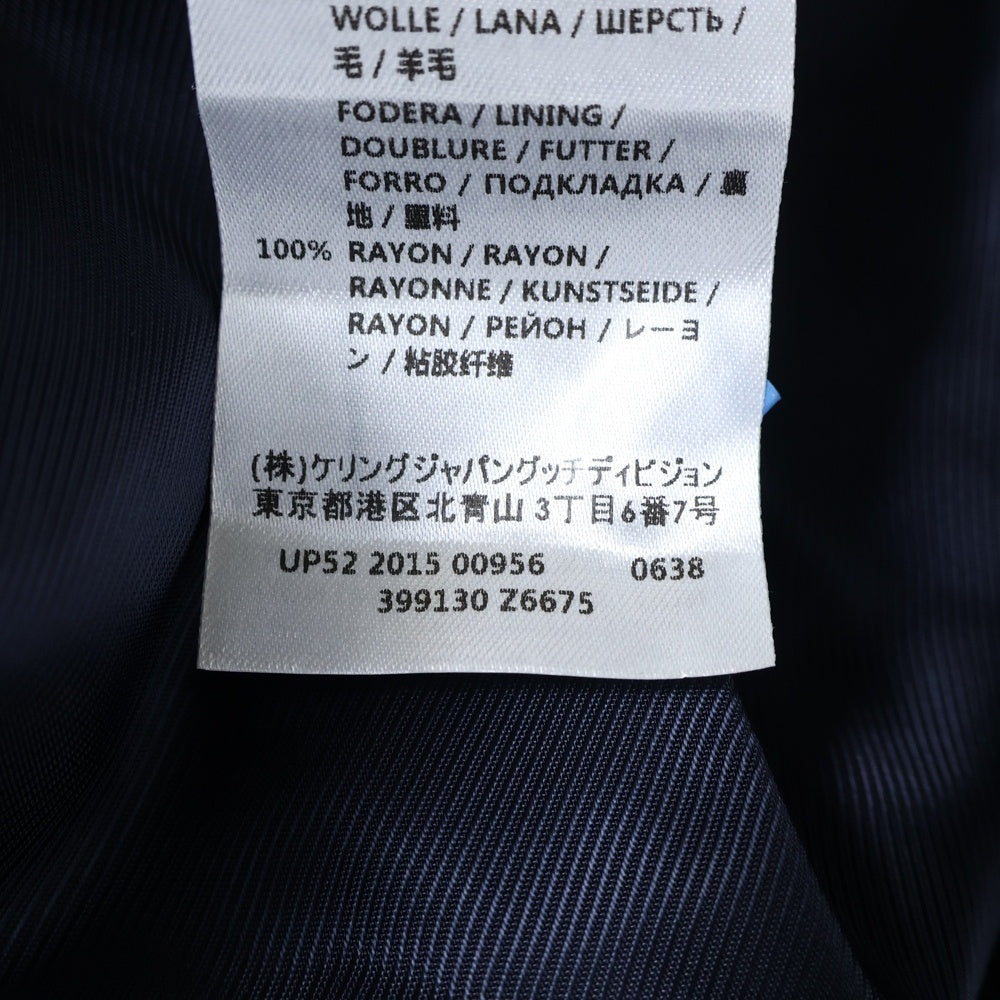 WOLLE / LANA / ШЕРСТЬ /
毛 / 羊毛
FODERA / LINING /
DOUBLURE / FUTTER /
FORRO / ПОДКЛАДКА / 裏
地 / 里料
100% RAYON / RAYON /
RAYONNE / KUNSTSEIDE /
RAYON / РЕЙОН / レーヨ
ン / 粘胶纤维
(株)ケリングジャパングッチディビジョン
東京都港区北青山 3丁目6番7号
UP52 2015 00956 0638
399130 Z6675